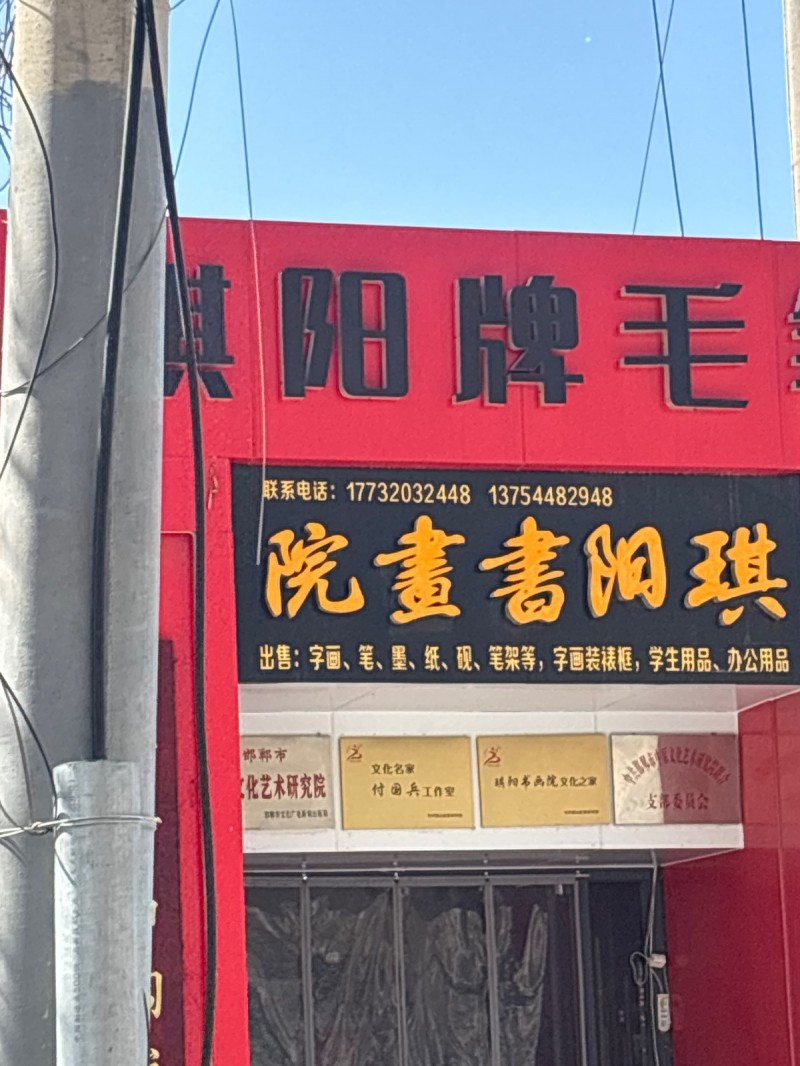 琪阳牌毛
联系电话：17732032448 13754482948
院畫書阳琪
出售：字画、笔、墨、纸、砚、笔架等，字画装裱框，学生用品、办公用品
邯郸市
文化艺术研究院
文化名家
付国兵工作室
琪阳书画院文化之家
支部委员会